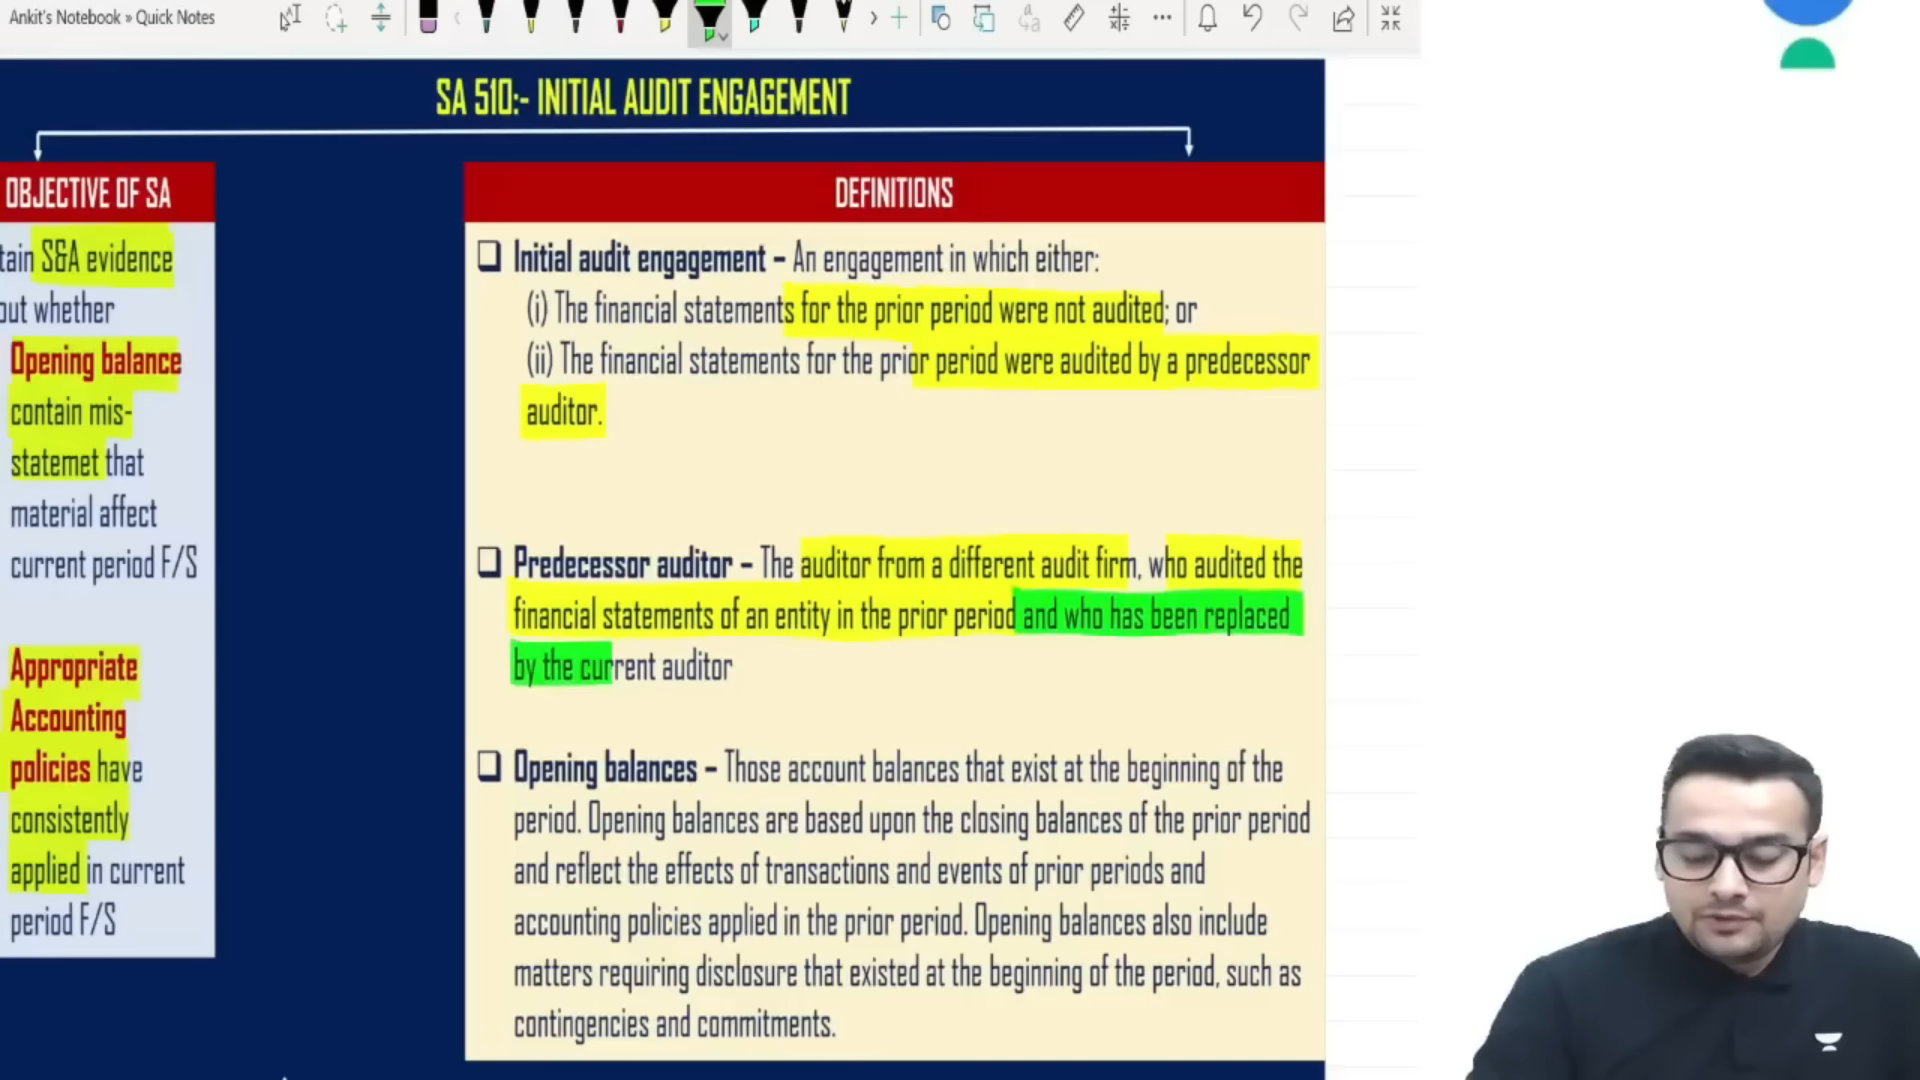 Ankit's Notebook » Quick Notes
SA 510:- INITIAL AUDIT ENGAGEMENT
OBJECTIVE OF SA
tain S&A evidence
out whether
Opening balance
contain mis-
statemet that
material affect
current period F/S
Appropriate
Accounting
policies have
consistently
applied in current
period F/S
DEFINITIONS
Initial audit engagement – An engagement in which either:
(i) The financial statements for the prior period were not audited; or
(ii) The financial statements for the prior period were audited by a predecessor
auditor.
Predecessor auditor – The auditor from a different audit firm, who audited the
financial statements of an entity in the prior period and who has been replaced
by the current auditor
Opening balances – Those account balances that exist at the beginning of the
period. Opening balances are based upon the closing balances of the prior period
and reflect the effects of transactions and events of prior periods and
accounting policies applied in the prior period. Opening balances also include
matters requiring disclosure that existed at the beginning of the period, such as
contingencies and commitments.